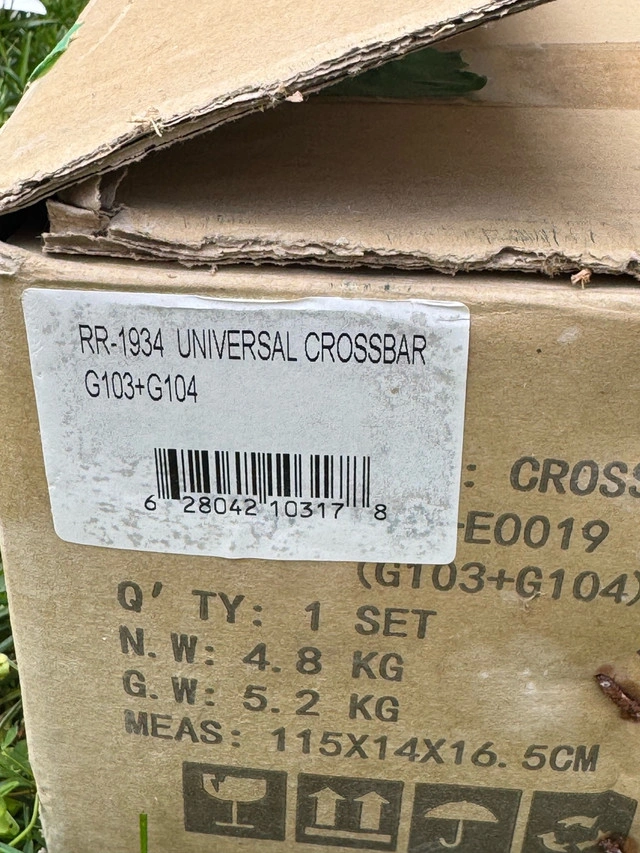 RR-1934 UNIVERSAL CROSSBAR
G103+G104
6 28042 10317 8
: CROSS
-E0019
(G103+G104)
Q' TY: 1 SET
N. W: 4.8 KG
G. W: 5.2 KG
MEAS: 115X14X16.5CM